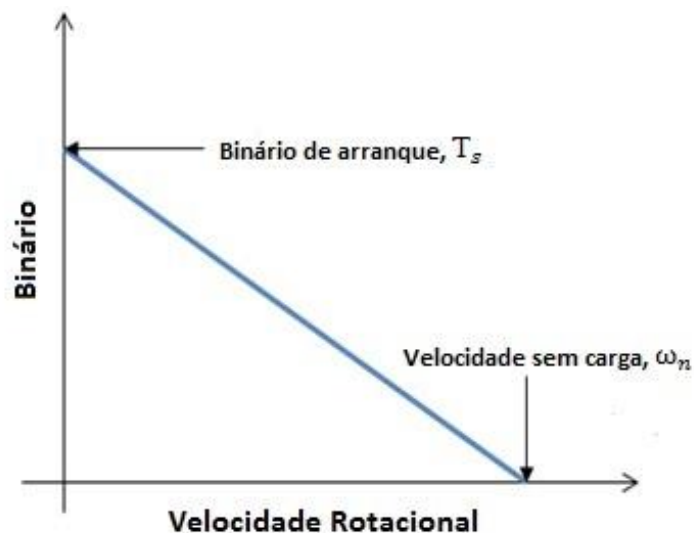 Binário de arranque, Tₛ
Binário
Velocidade sem carga, ωₙ
Velocidade Rotacional